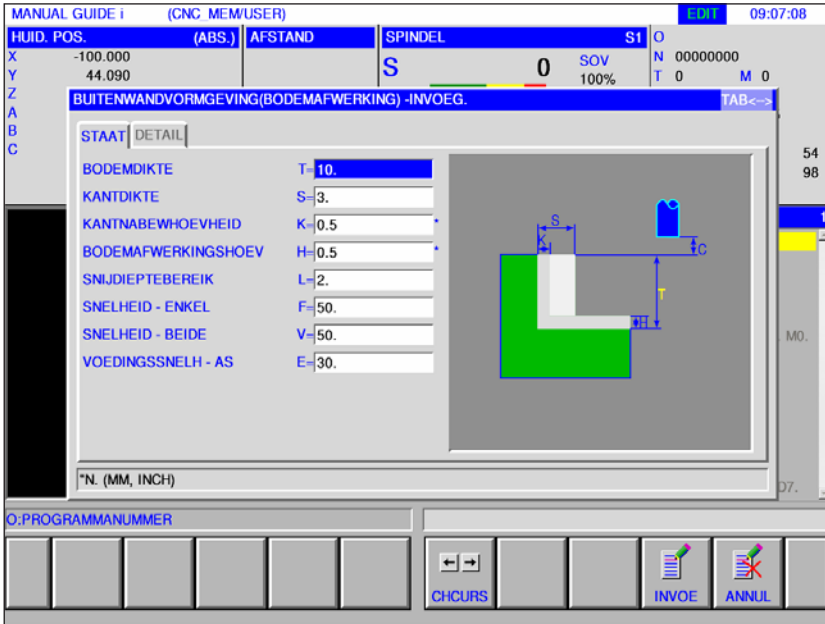 MANUAL GUIDE i (CNC_MEM/USER) EDIT 09:07:08
HUID. POS. (ABS.) AFSTAND SPINDEL S1 O
X -100.000 N 00000000
Y 44.090 S 0 SOV 100% T 0 M 0
Z
A
B
C
54
98
BUITENWANDVORMGEVING(BODEMAFWERKING) -INVOEG. TAB<-->
STAAT DETAIL
BODEMDIKTE T=10.
KANTDIKTE S=3.
KANTNABEWHOEVHEID K=0.5 *
BODEMAFWERKINGSHOEV H=0.5 *
SNIJDIEPTEBEREIK L=2.
SNELHEID - ENKEL F=50.
SNELHEID - BEIDE V=50.
VOEDINGSSNELH - AS E=30.
S
K
C
T
H
M0.
D7.
"N. (MM, INCH)
O:PROGRAMMANUMMER
CHCURS INVOE ANNUL